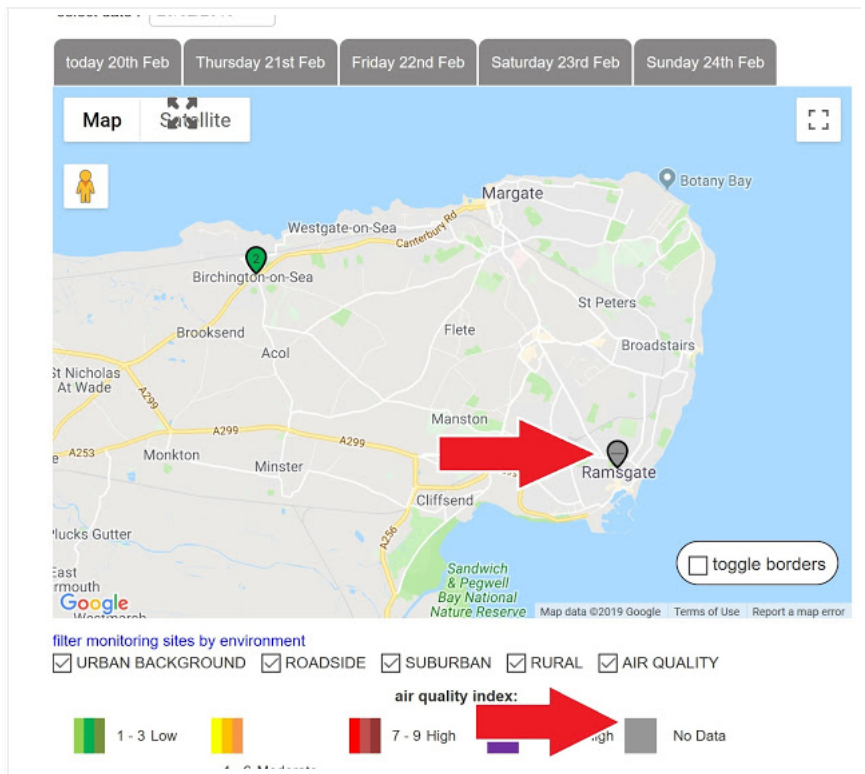 today 20th Feb
Thursday 21st Feb
Friday 22nd Feb
Saturday 23rd Feb
Sunday 24th Feb
Map
Satellite
Botany Bay
Margate
Westgate-on-Sea
Canterbury Rd
2
Birchington-on-Sea
St Peters
Brooksend
Flete
Acol
Broadstairs
St Nicholas
At Wade
A299
Manston
A299
A299
A253
Monkton
Minster
Ramsgate
Cliffsend
Plucks Gutter
A256
East
Sandwich
& Pegwell
Bay National
Nature Reserve
toggle borders
Google
Map data ©2019 Google
Terms of Use
Report a map error
filter monitoring sites by environment
URBAN BACKGROUND
ROADSIDE
SUBURBAN
RURAL
AIR QUALITY
air quality index:
1 - 3 Low
7 - 9 High
No Data